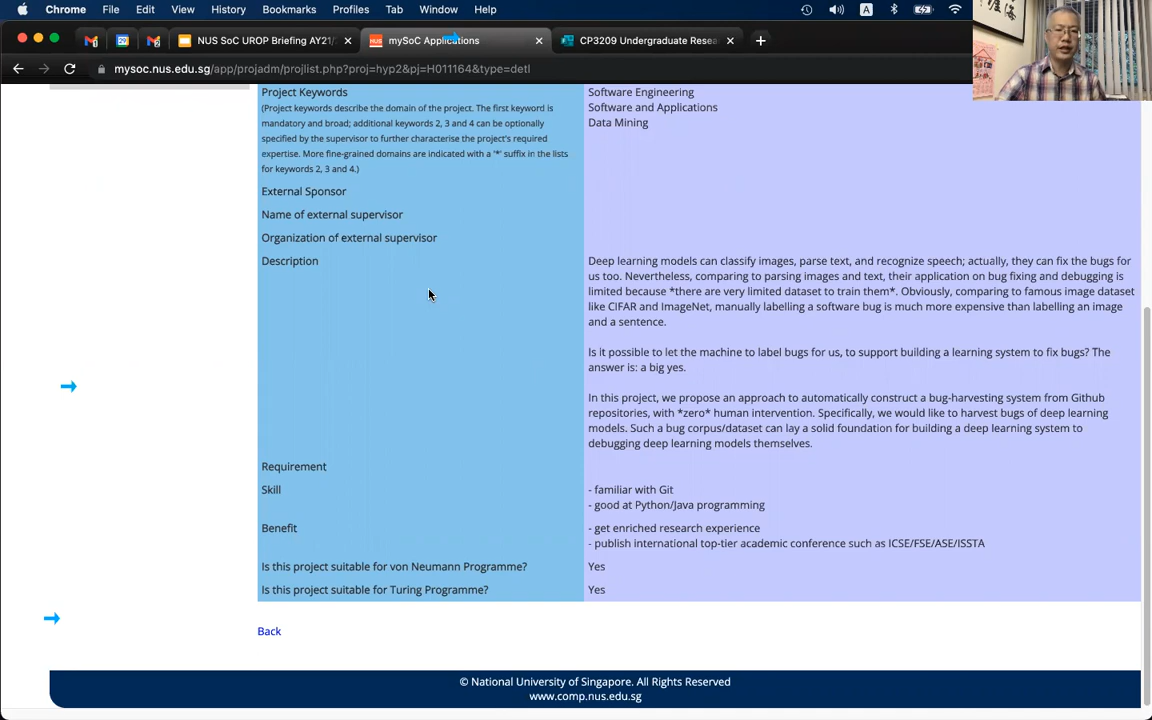 Chrome File Edit View History Bookmarks Profiles Tab Window Help
NUS SoC UROP Briefing AY21/
mySoC Applications
CP3209 Undergraduate Resea
mysoc.nus.edu.sg/app/projadm/projlist.php?proj=hyp2&pj=H011164&type=detl
Project Keywords
(Project keywords describe the domain of the project. The first keyword is
mandatory and broad; additional keywords 2, 3 and 4 can be optionally
specified by the supervisor to further characterise the project's required
expertise. More fine-grained domains are indicated with a '*' suffix in the lists
for keywords 2, 3 and 4.)
Software Engineering
Software and Applications
Data Mining
External Sponsor
Name of external supervisor
Organization of external supervisor
Description
Deep learning models can classify images, parse text, and recognize speech; actually, they can fix the bugs for
us too. Nevertheless, comparing to parsing images and text, their application on bug fixing and debugging is
limited because *there are very limited dataset to train them*. Obviously, comparing to famous image dataset
like CIFAR and ImageNet, manually labelling a software bug is much more expensive than labelling an image
and a sentence.
Is it possible to let the machine to label bugs for us, to support building a learning system to fix bugs? The
answer is: a big yes.
In this project, we propose an approach to automatically construct a bug-harvesting system from Github
repositories, with *zero* human intervention. Specifically, we would like to harvest bugs of deep learning
models. Such a bug corpus/dataset can lay a solid foundation for building a deep learning system to
debugging deep learning models themselves.
Requirement
Skill
- familiar with Git
- good at Python/Java programming
Benefit
- get enriched research experience
- publish international top-tier academic conference such as ICSE/FSE/ASE/ISSTA
Is this project suitable for von Neumann Programme?
Yes
Is this project suitable for Turing Programme?
Yes
Back
© National University of Singapore. All Rights Reserved
www.comp.nus.edu.sg